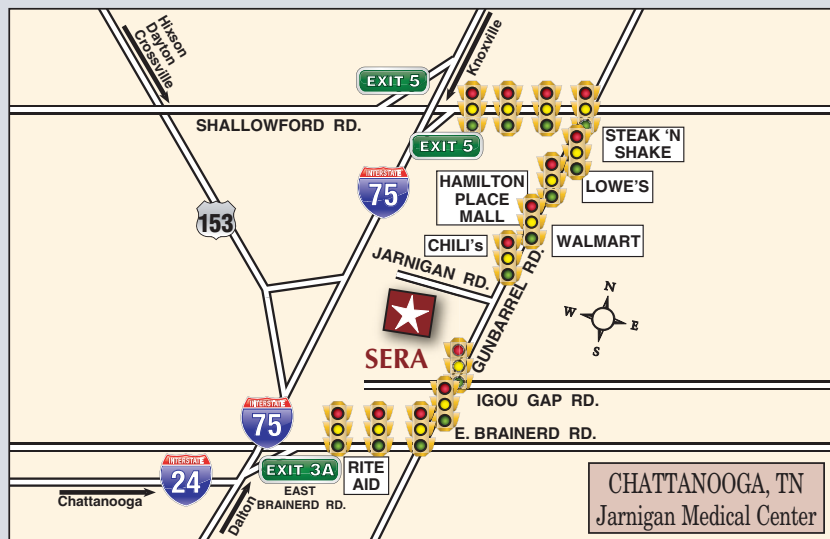 Hixson
Dayton
Crossville
Knoxville
EXIT 5
SHALLOWFORD RD.
EXIT 5
STEAK 'N
SHAKE
INTERSTATE
75
HAMILTON
PLACE
MALL
LOWE'S
153
CHILI's
WALMART
JARNIGAN RD.
GUNBARREL RD.
N
W
E
S
SERA
IGOU GAP RD.
INTERSTATE
75
E. BRAINERD RD.
INTERSTATE
24
EXIT 3A
RITE
AID
Chattanooga
EAST
BRAINERD RD.
Dalton
CHATTANOOGA, TN
Jarnigan Medical Center